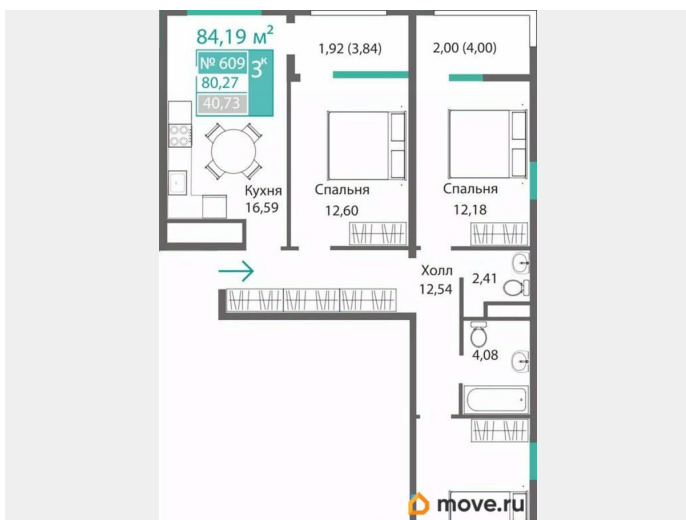 84,19 м²
№ 609
3К
80,27
40,73
1,92 (3,84)
2,00 (4,00)
Кухня
16,59
Спальня
12,60
Спальня
12,18
Холл
12,54
2,41
4,08
move.ru